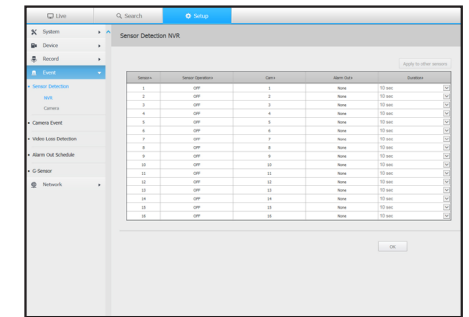 Live
Search
Setup
System
Device
Record
Event
Sensor Detection
NVR
Camera
Camera Event
Video Loss Detection
Alarm Out Schedule
G-Sensor
Network
Sensor Detection NVR
Apply to other sensors
Sensor Sensor Operation Cam Alarm Out Duration
1 OFF 1 None 10 sec
2 OFF 2 None 10 sec
3 OFF 3 None 10 sec
4 OFF 4 None 10 sec
5 OFF 5 None 10 sec
6 OFF 6 None 10 sec
7 OFF 7 None 10 sec
8 OFF 8 None 10 sec
9 OFF 9 None 10 sec
10 OFF 10 None 10 sec
11 OFF 11 None 10 sec
12 OFF 12 None 10 sec
13 OFF 13 None 10 sec
14 OFF 14 None 10 sec
15 OFF 15 None 10 sec
16 OFF 16 None 10 sec
OK